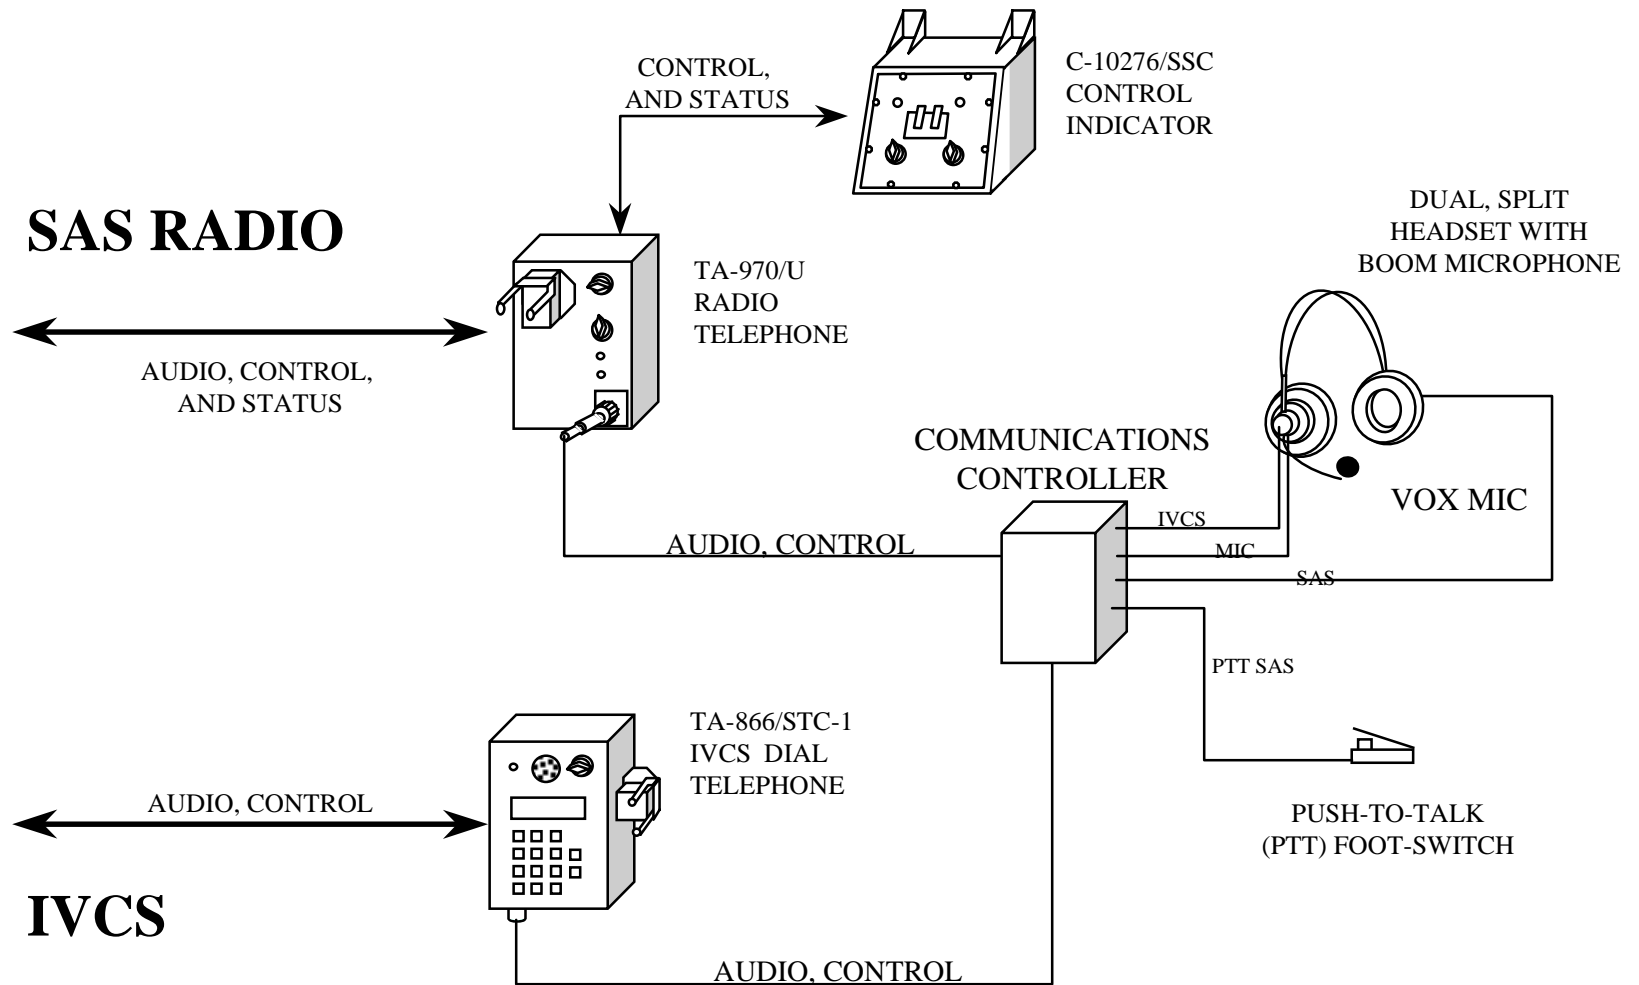 CONTROL,
AND STATUS
C-10276/SSC
CONTROL
INDICATOR
SAS RADIO
AUDIO, CONTROL,
AND STATUS
TA-970/U
RADIO
TELEPHONE
DUAL, SPLIT
HEADSET WITH
BOOM MICROPHONE
COMMUNICATIONS
CONTROLLER
VOX MIC
AUDIO, CONTROL
IVCS
MIC
SAS
PTT SAS
TA-866/STC-1
IVCS DIAL
TELEPHONE
AUDIO, CONTROL
IVCS
PUSH-TO-TALK
(PTT) FOOT-SWITCH
AUDIO, CONTROL